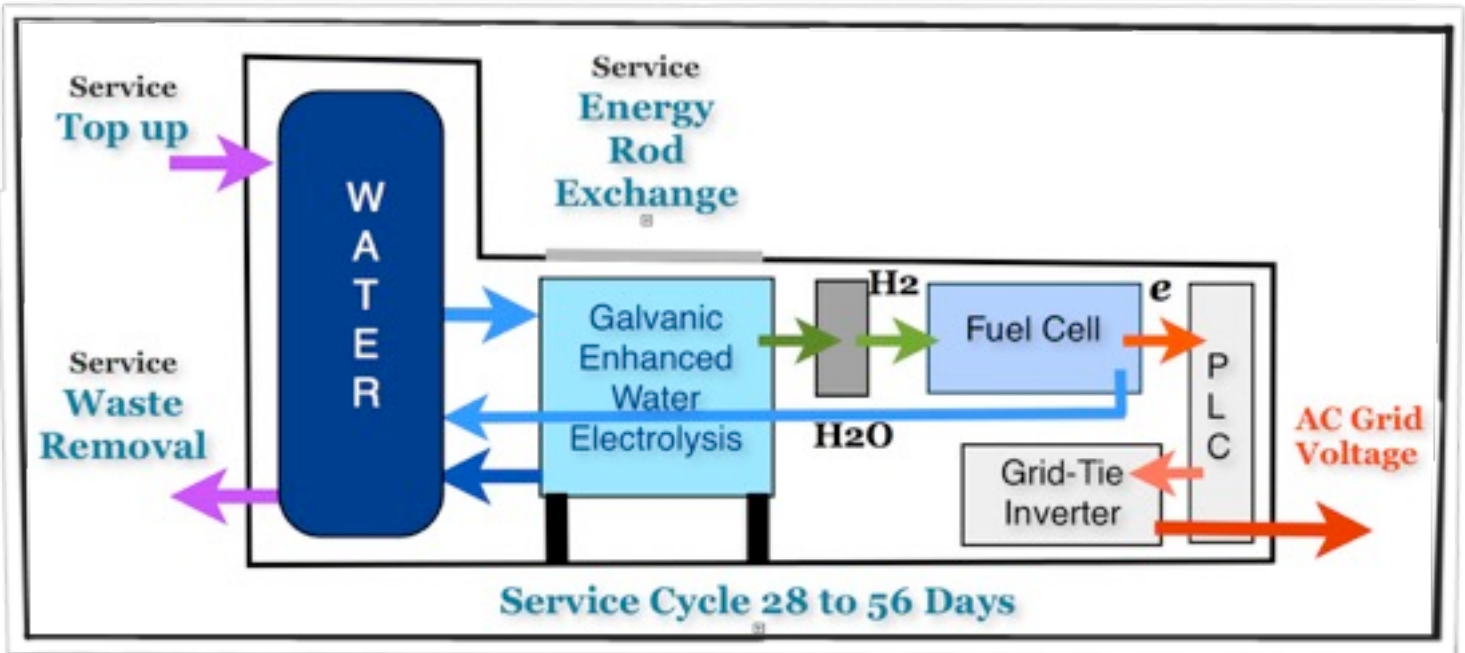 Service
Top up
Service
Energy
Rod
Exchange
W
A
T
E
R
Galvanic
Enhanced
Water
Electrolysis
H2
Fuel Cell
e
P
L
C
H2O
Grid-Tie
Inverter
AC Grid
Voltage
Service
Waste
Removal
Service Cycle 28 to 56 Days